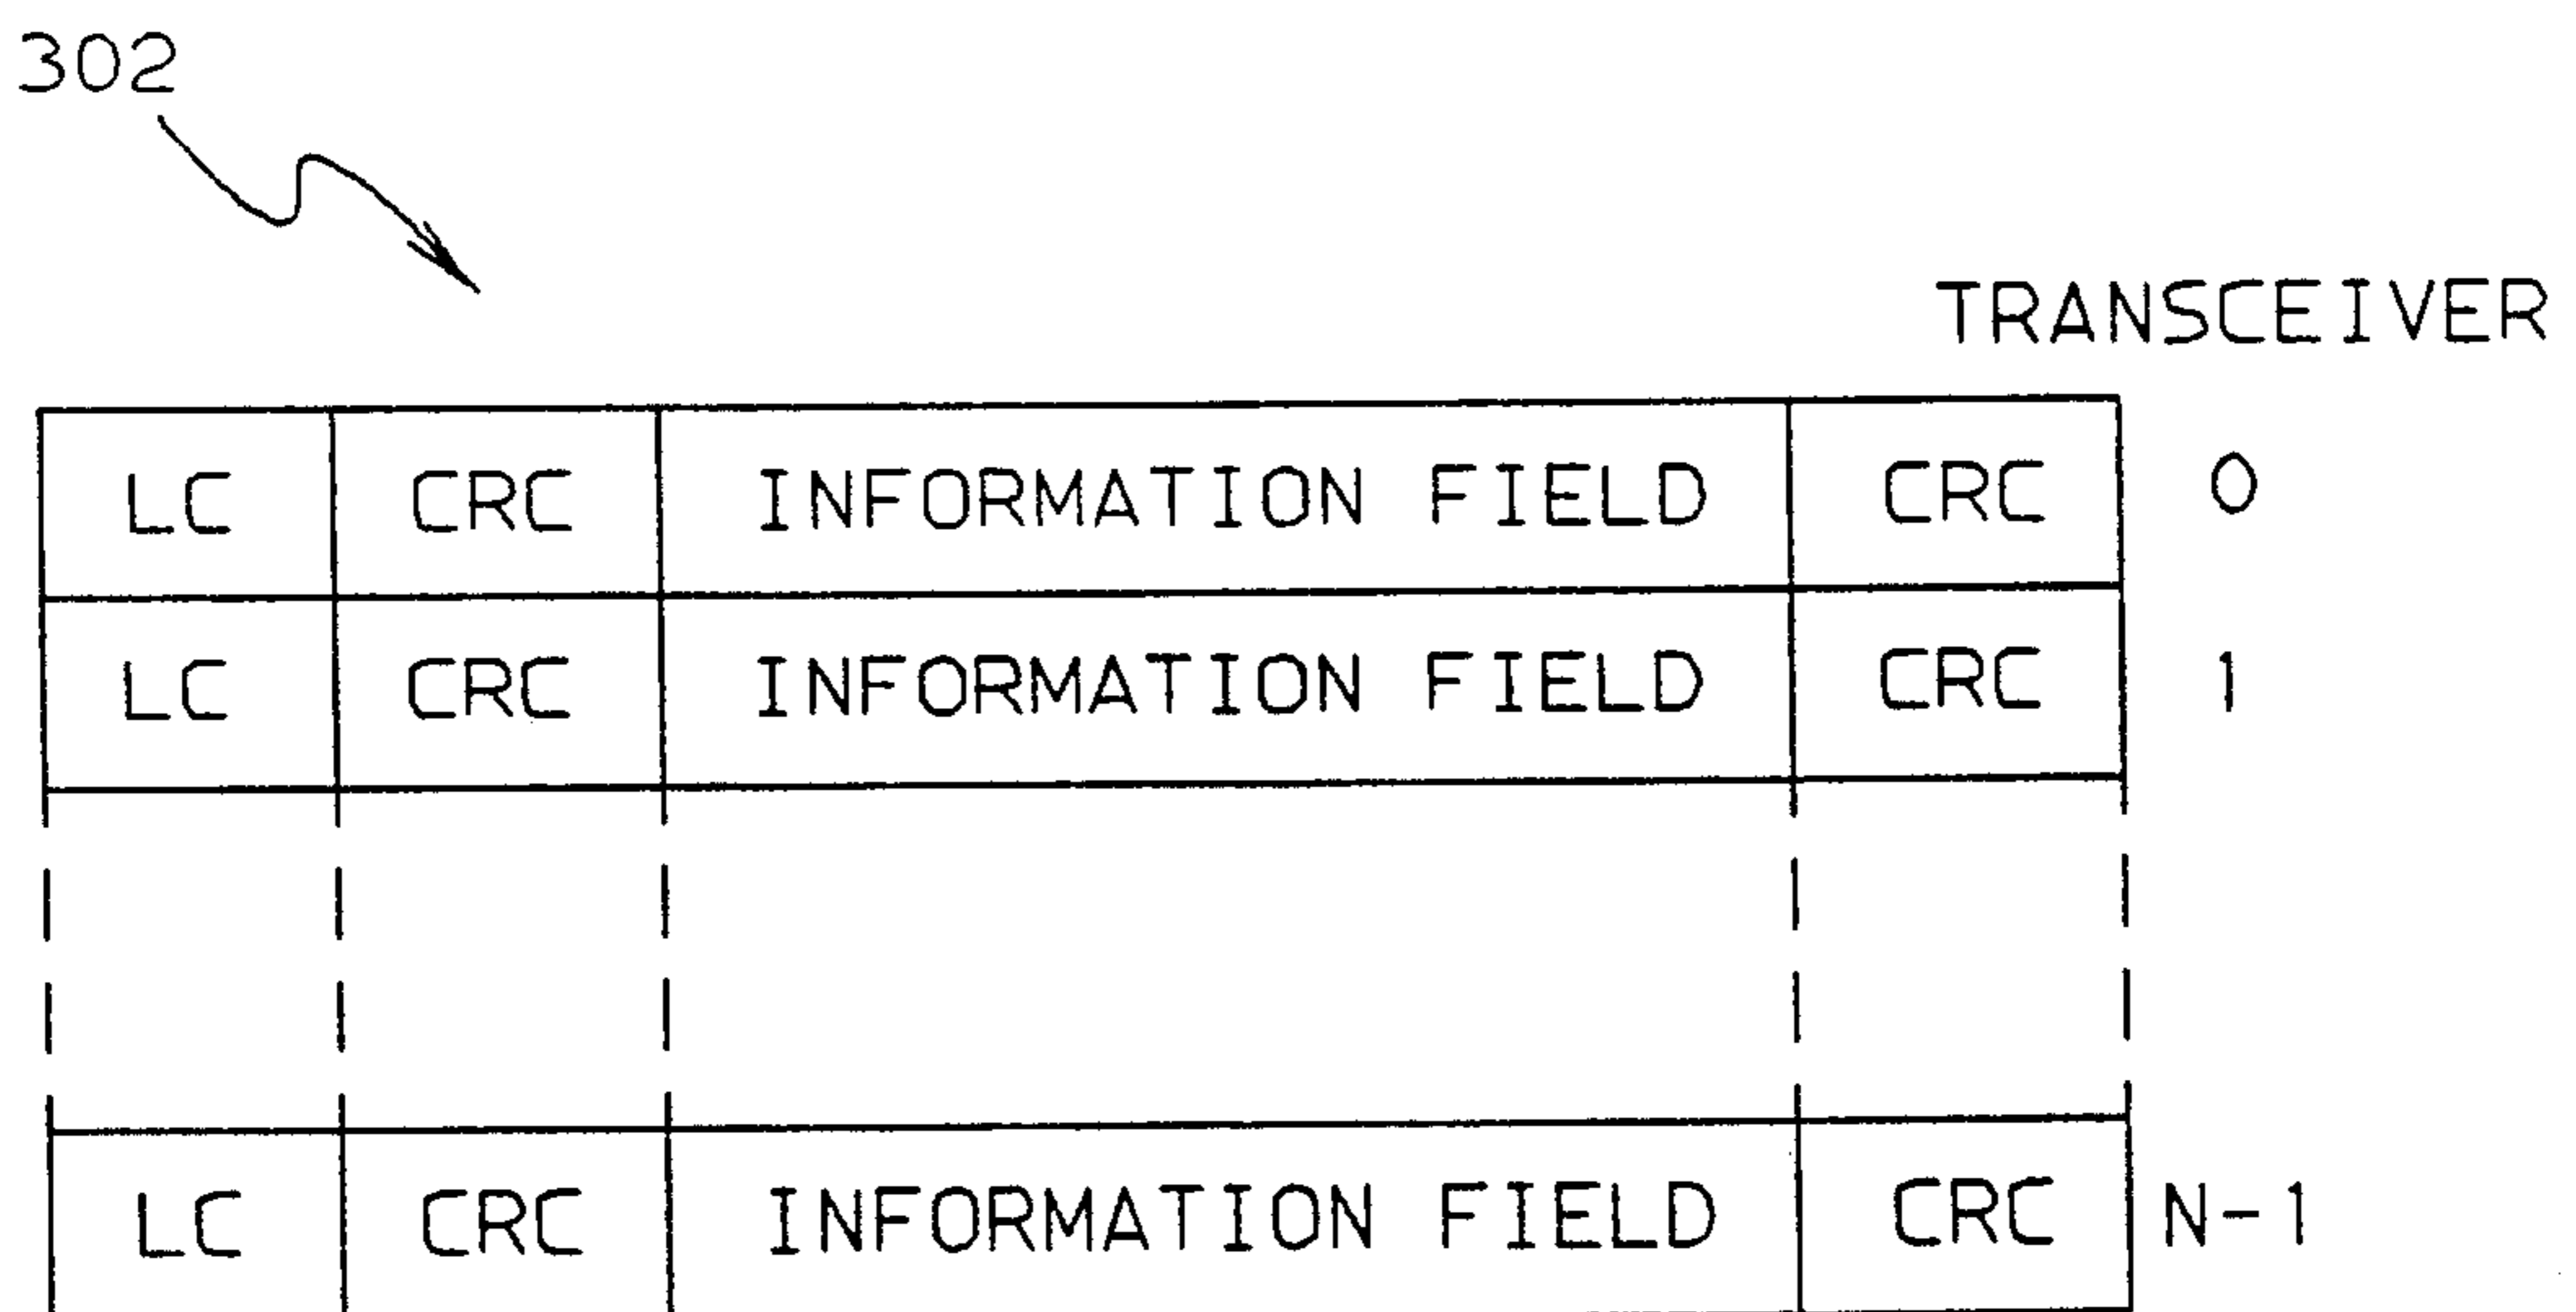 302
TRANSCEIVER
LC CRC INFORMATION FIELD CRC 0
LC CRC INFORMATION FIELD CRC 1
LC CRC INFORMATION FIELD CRC N-1